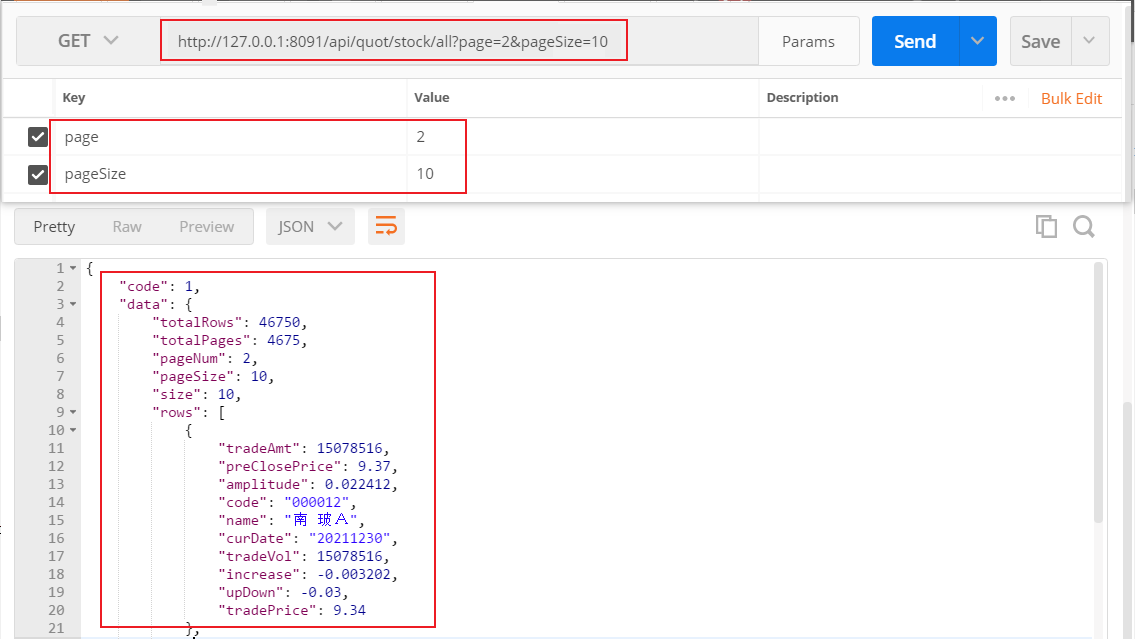 GET http://127.0.0.1:8091/api/quot/stock/all?page=2&pageSize=10 Params Send Save
Key Value Description ••• Bulk Edit
page 2
pageSize 10
Pretty Raw Preview JSON
1 {
2 "code": 1,
3 "data": {
4 "totalRows": 46750,
5 "totalPages": 4675,
6 "pageNum": 2,
7 "pageSize": 10,
8 "size": 10,
9 "rows": [
10 {
11 "tradeAmt": 15078516,
12 "preClosePrice": 9.37,
13 "amplitude": 0.022412,
14 "code": "000012",
15 "name": "南 玻A",
16 "curDate": "20211230",
17 "tradeVol": 15078516,
18 "increase": -0.003202,
19 "upDown": -0.03,
20 "tradePrice": 9.34
21 },